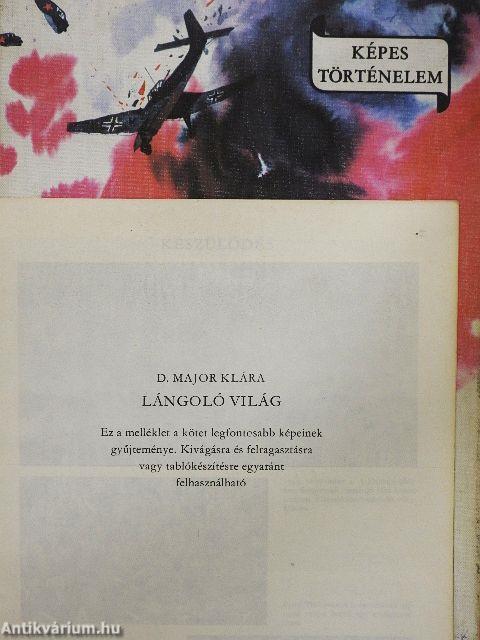 KÉPES
TÖRTÉNELEM
KÉSZÜLŐDÉS
D. MAJOR KLÁRA
LÁNGOLÓ VILÁG
Ez a melléklet a kötet legfontosabb képeinek
gyűjteménye. Kivágásra és felragasztásra
vagy tablókészítésre egyaránt
felhasználható
Antikvárium.hu